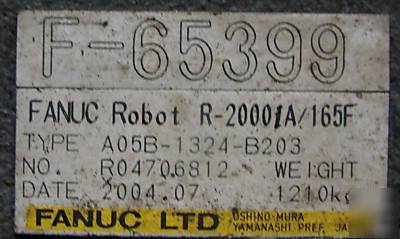 F-65399
FANUC Robot R-2000iA/165F
TYPE A05B-1324-B203
NO. R04706812 WEIGHT
DATE 2004.07 1210kg
FANUC LTD OSHINO-MURA
YAMANASHI PREF. JA